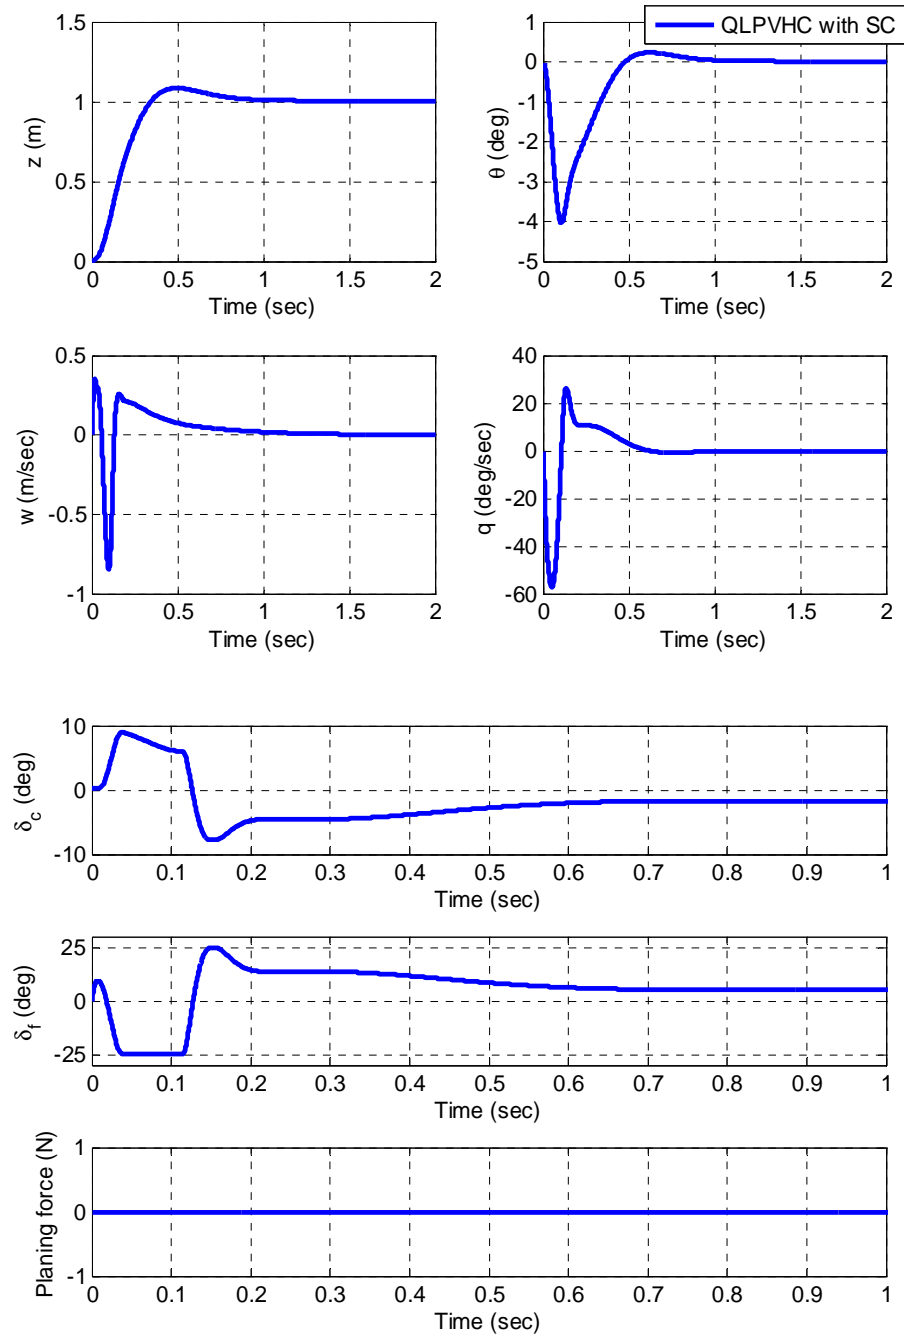 QLPVHC with SC
1.5
1
0.5
0
z (m)
0 0.5 1 1.5 2
Time (sec)
0
-1
-2
-3
-4
-5
θ (deg)
0 0.5 1 1.5 2
Time (sec)
0.5
0
-0.5
-1
w (m/sec)
0 0.5 1 1.5 2
Time (sec)
40
20
0
-20
-40
-60
q (deg/sec)
0 0.5 1 1.5 2
Time (sec)
10
0
-10
δc (deg)
0 0.1 0.2 0.3 0.4 0.5 0.6 0.7 0.8 0.9 1
Time (sec)
25
0
-25
δf (deg)
0 0.1 0.2 0.3 0.4 0.5 0.6 0.7 0.8 0.9 1
Time (sec)
1
0
-1
Planing force (N)
0 0.1 0.2 0.3 0.4 0.5 0.6 0.7 0.8 0.9 1
Time (sec)